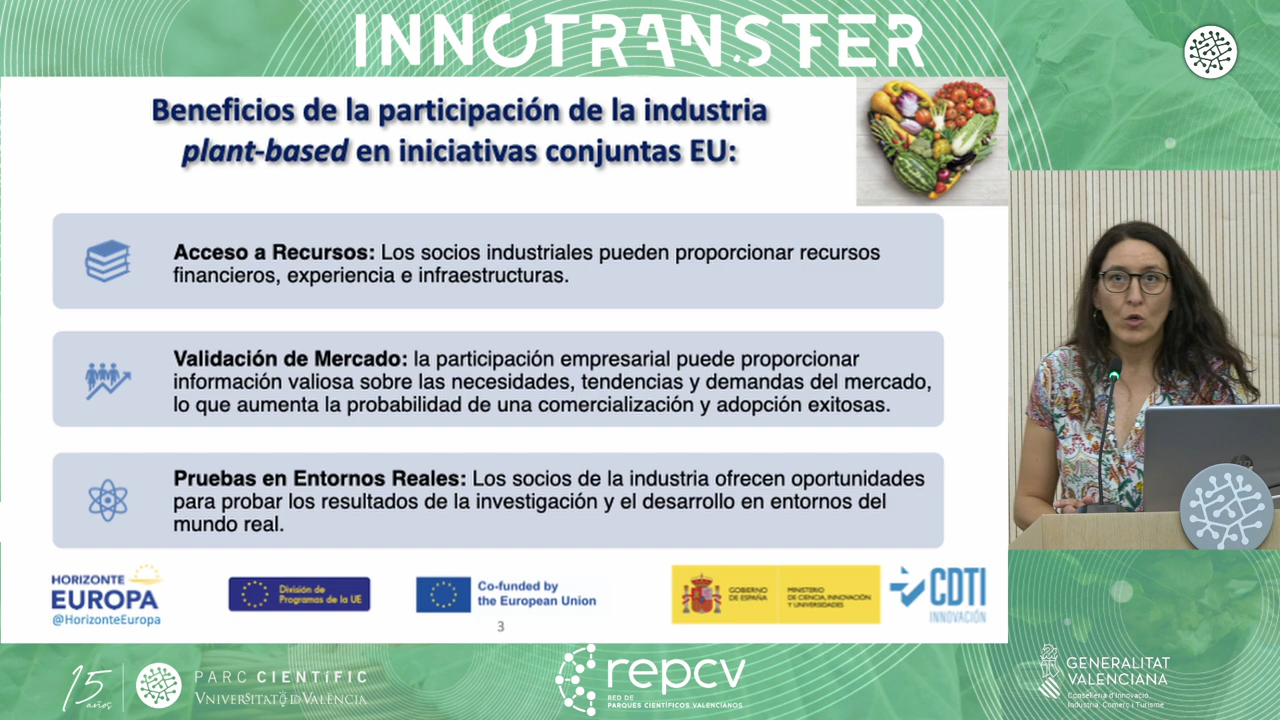 INNOTRANSFER
Beneficios de la participación de la industria
plant-based en iniciativas conjuntas EU:
Acceso a Recursos: Los socios industriales pueden proporcionar recursos
financieros, experiencia e infraestructuras.
Validación de Mercado: la participación empresarial puede proporcionar
información valiosa sobre las necesidades, tendencias y demandas del mercado,
lo que aumenta la probabilidad de una comercialización y adopción exitosas.
Pruebas en Entornos Reales: Los socios de la industria ofrecen oportunidades
para probar los resultados de la investigación y el desarrollo en entornos del
mundo real.
HORIZONTE
EUROPA
@HorizonteEuropa
División de
Programas de la UE
Co-funded by
the European Union
GOBIERNO
DE ESPAÑA
MINISTERIO
DE CIENCIA, INNOVACIÓN
Y UNIVERSIDADES
CDTI
INNOVACIÓN
3
15
años
PARC CIENTÍFIC
VNIVERSITAT ID VALÈNCIA
repcv
RED DE
PARQUES CIENTÍFICOS VALENCIANOS
GENERALITAT
VALENCIANA
Conselleria d'Innovació,
Indústria, Comerç i Turisme